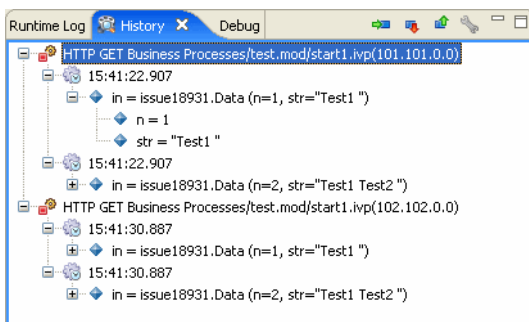 Runtime Log History Debug
HTTP GET Business Processes/test.mod/start1.ivp(101.101.0.0)
15:41:22.907
in = issue18931.Data (n=1, str="Test1 ")
n = 1
str = "Test1 "
15:41:22.907
in = issue18931.Data (n=2, str="Test1 Test2 ")
HTTP GET Business Processes/test.mod/start1.ivp(102.102.0.0)
15:41:30.887
in = issue18931.Data (n=1, str="Test1 ")
15:41:30.887
in = issue18931.Data (n=2, str="Test1 Test2 ")